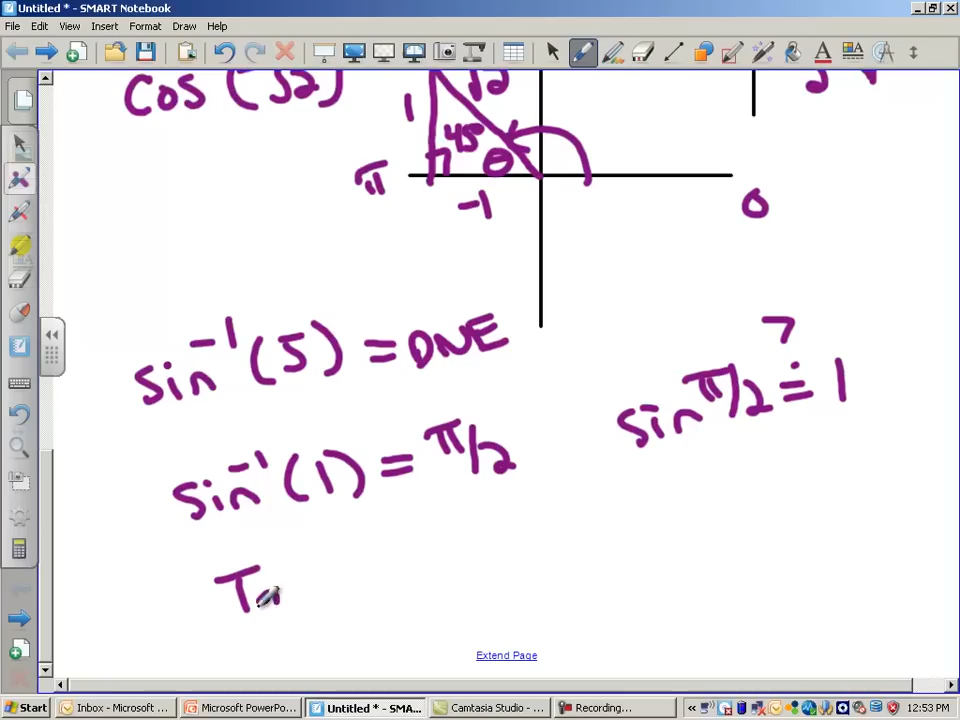 Untitled * - SMART Notebook
File Edit View Insert Format Draw Help
cos (-√2)
1
√2
45
θ
π
-1
0
sin⁻¹(5) = DNE
?
sin π/2 = 1
sin⁻¹(1) = π/2
Ta
Extend Page
Start Inbox - Microsoft ... Microsoft PowerPo... Untitled * - SMA... Camtasia Studio - ... Recording... 12:53 PM